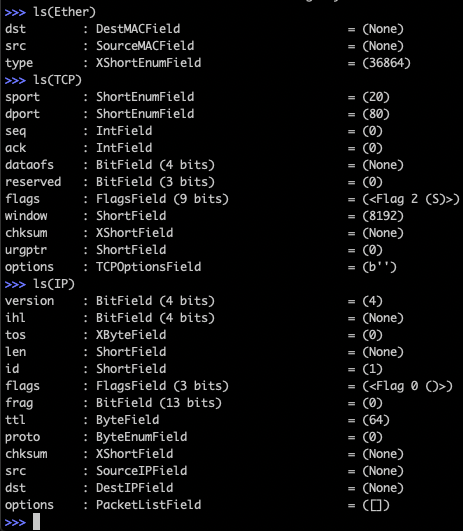 >>> ls(Ether)
dst        : DestMACField                        = (None)
src        : SourceMACField                      = (None)
type       : XShortEnumField                     = (36864)
>>> ls(TCP)
sport      : ShortEnumField                      = (20)
dport      : ShortEnumField                      = (80)
seq        : IntField                            = (0)
ack        : IntField                            = (0)
dataofs    : BitField (4 bits)                   = (None)
reserved   : BitField (3 bits)                   = (0)
flags      : FlagsField (9 bits)                 = (<Flag 2 (S)>)
window     : ShortField                          = (8192)
chksum     : XShortField                         = (None)
urgptr     : ShortField                          = (0)
options    : TCPOptionsField                     = (b'')
>>> ls(IP)
version    : BitField (4 bits)                   = (4)
ihl        : BitField (4 bits)                   = (None)
tos        : XByteField                          = (0)
len        : ShortField                          = (None)
id         : ShortField                          = (1)
flags      : FlagsField (3 bits)                 = (<Flag 0 ()>)
frag       : BitField (13 bits)                  = (0)
ttl        : ByteField                           = (64)
proto      : ByteEnumField                       = (0)
chksum     : XShortField                         = (None)
src        : SourceIPField                       = (None)
dst        : DestIPField                         = (None)
options    : PacketListField                     = ([])
>>>